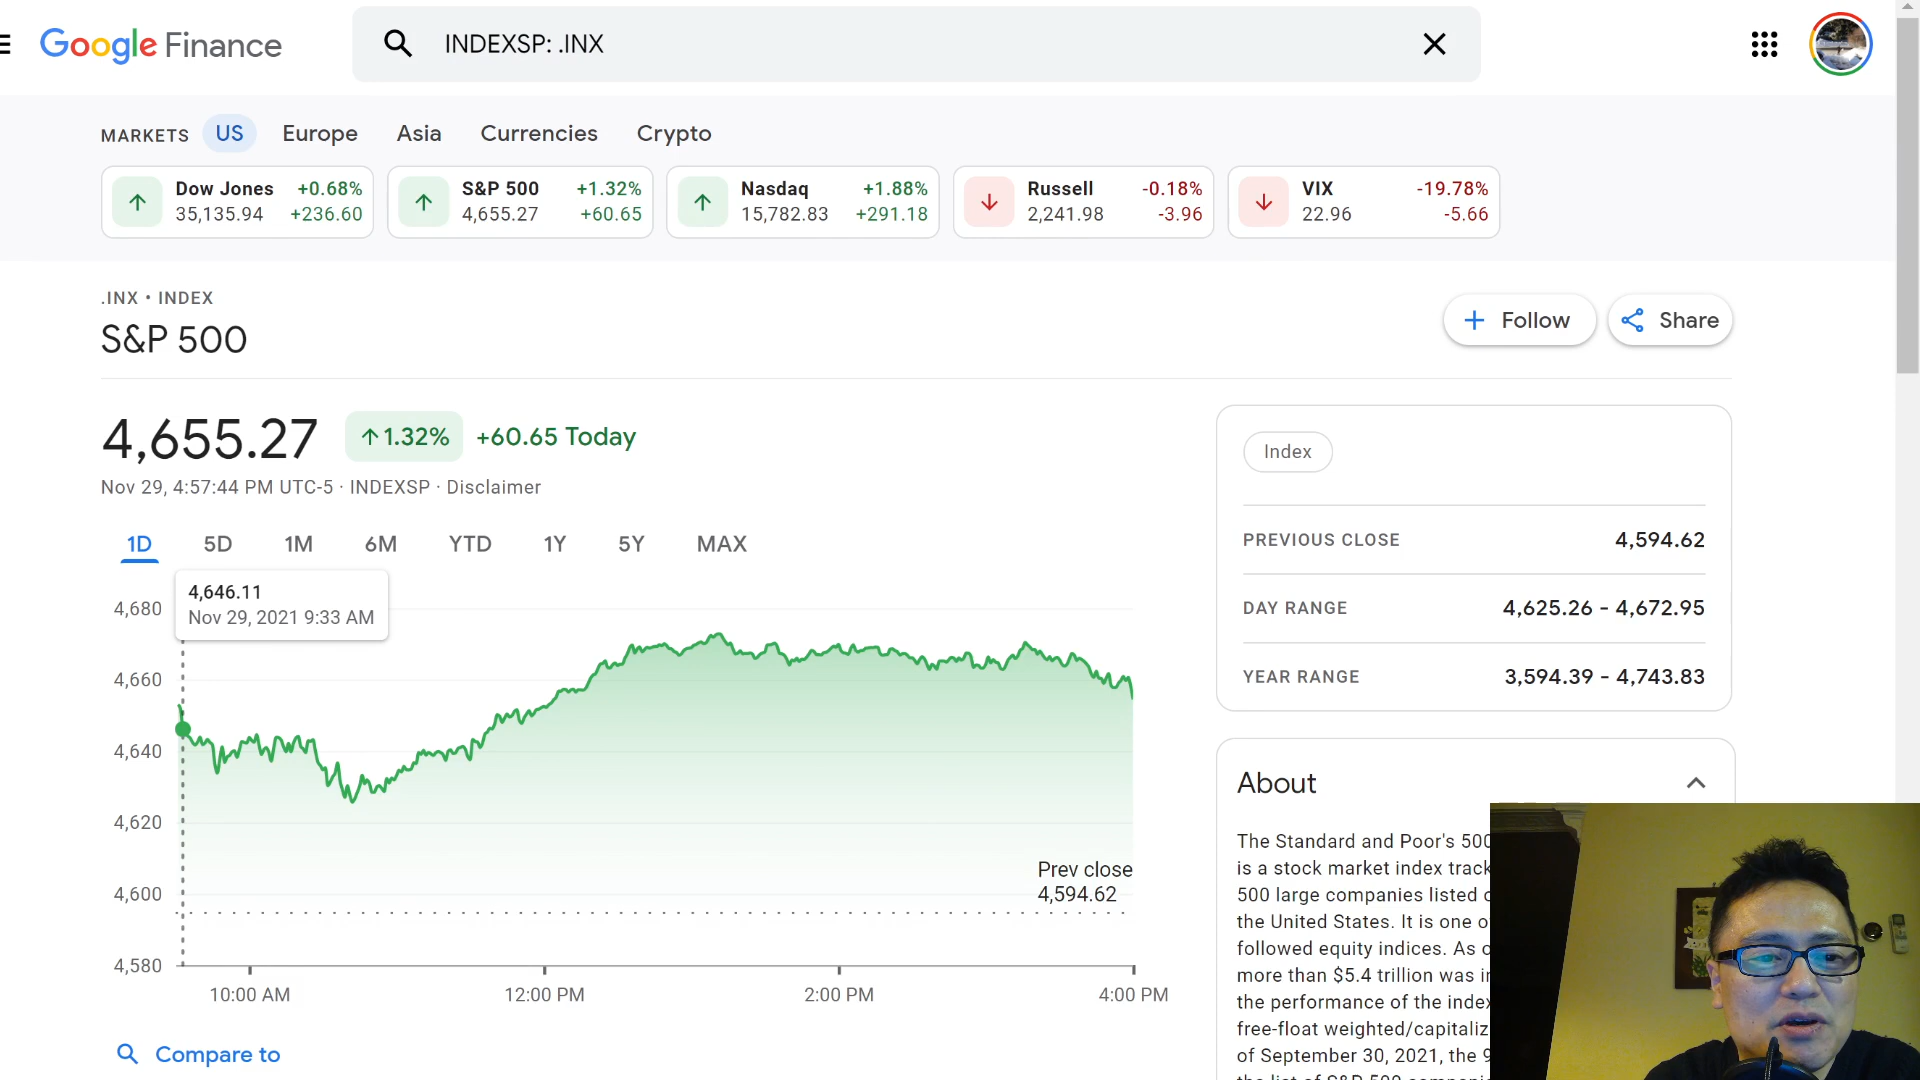 Google Finance
INDEXSP: .INX
MARKETS US Europe Asia Currencies Crypto
Dow Jones +0.68%
35,135.94 +236.60
S&P 500 +1.32%
4,655.27 +60.65
Nasdaq +1.88%
15,782.83 +291.18
Russell -0.18%
2,241.98 -3.96
VIX -19.78%
22.96 -5.66
.INX • INDEX
S&P 500
Follow
Share
4,655.27 1.32% +60.65 Today
Nov 29, 4:57:44 PM UTC-5 · INDEXSP · Disclaimer
1D 5D 1M 6M YTD 1Y 5Y MAX
4,646.11
Nov 29, 2021 9:33 AM
4,680
4,660
4,640
4,620
4,600
4,580
Prev close
4,594.62
10:00 AM 12:00 PM 2:00 PM 4:00 PM
Compare to
Index
PREVIOUS CLOSE 4,594.62
DAY RANGE 4,625.26 - 4,672.95
YEAR RANGE 3,594.39 - 4,743.83
About
The Standard and Poor's 500
is a stock market index track
500 large companies listed
the United States. It is one o
followed equity indices. As
more than $5.4 trillion was i
the performance of the index
free-float weighted/capitaliz
of September 30, 2021, the 9
the list of S&P 500